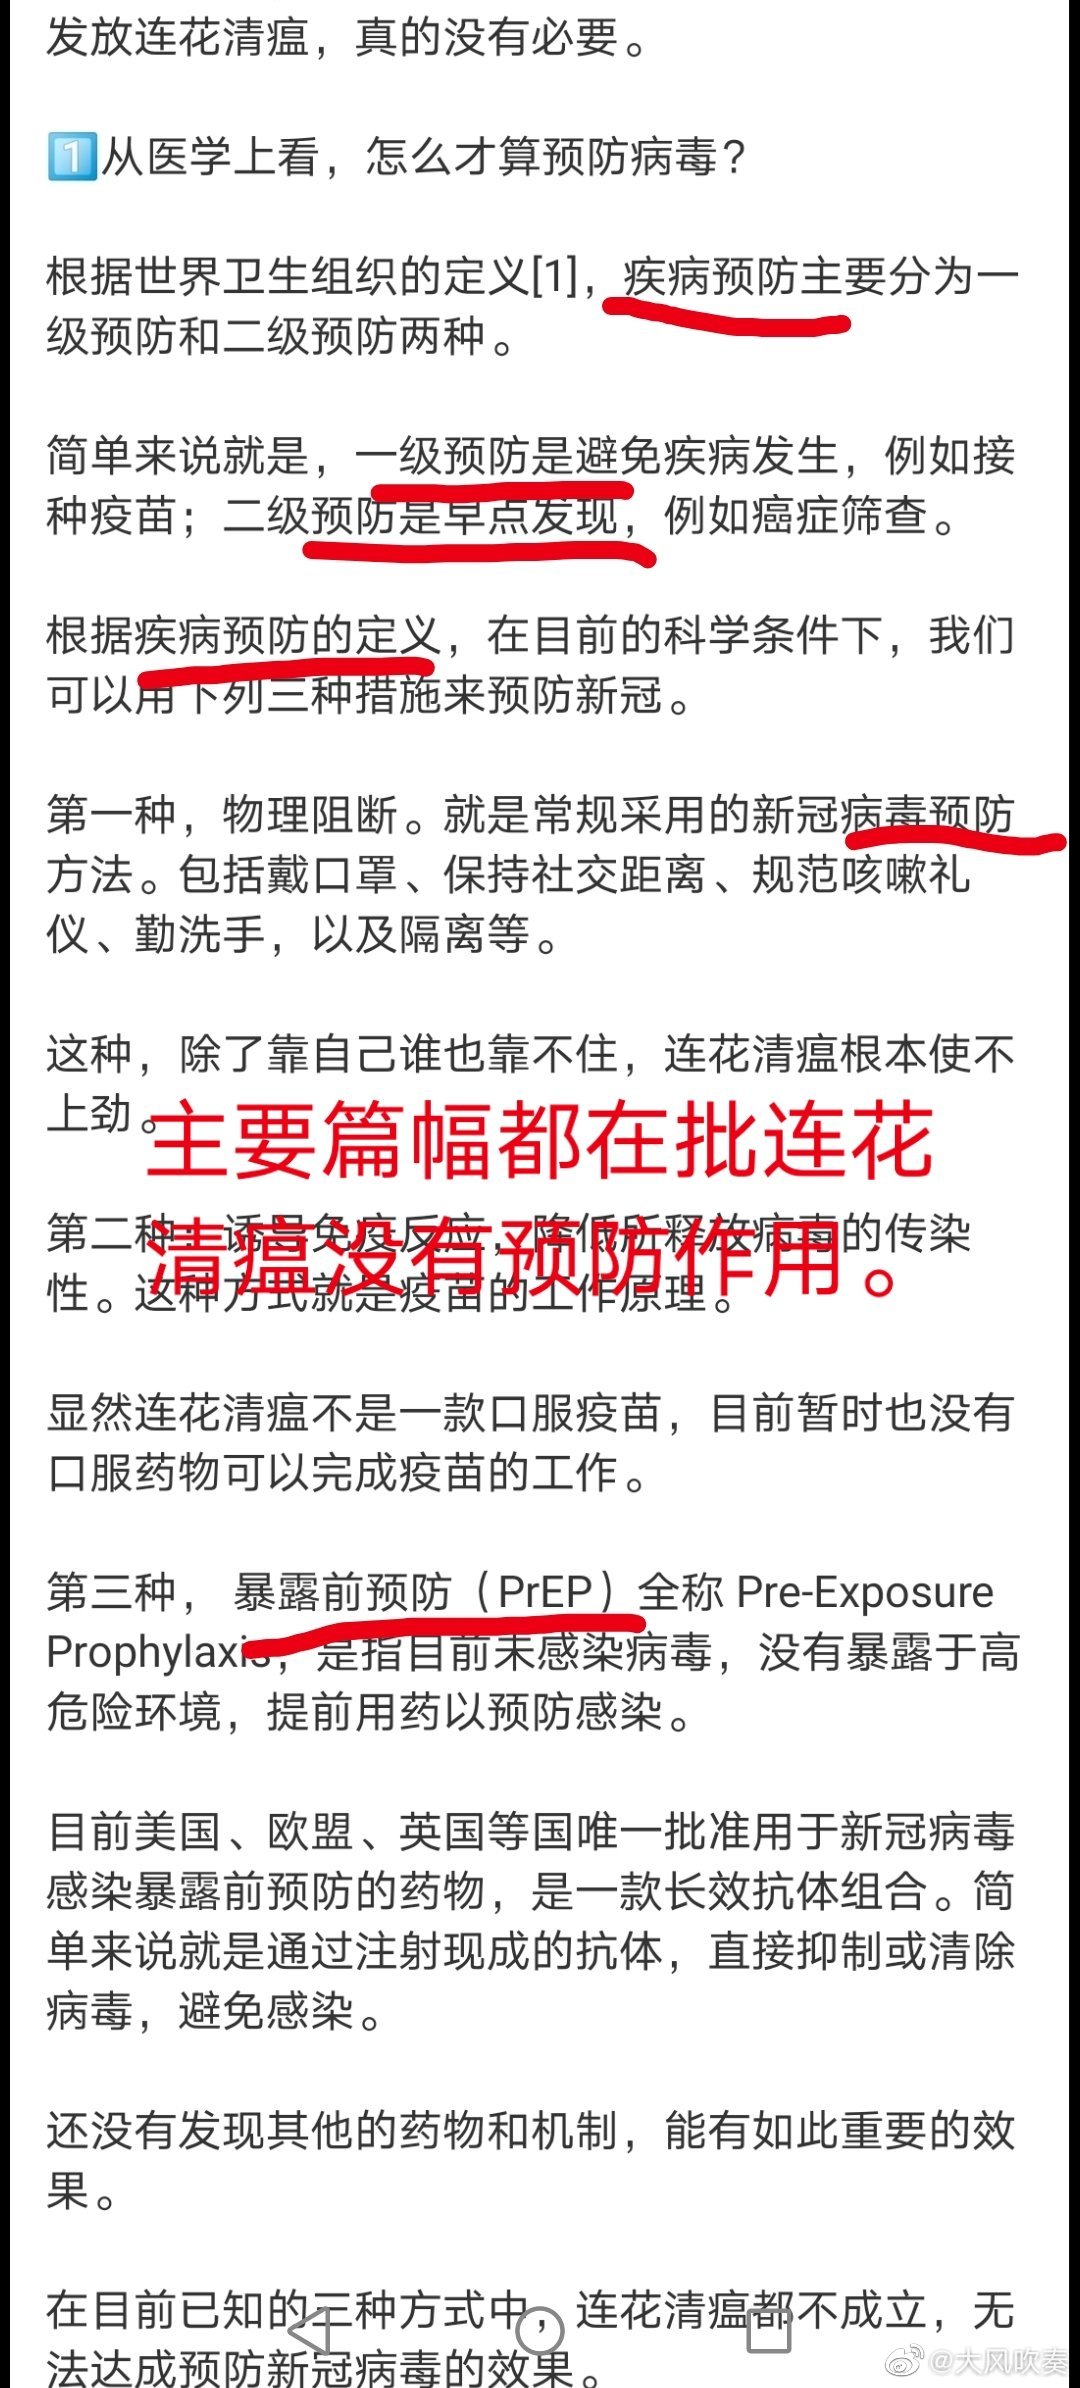 发放连花清瘟，真的没有必要。
1从医学上看，怎么才算预防病毒？
根据世界卫生组织的定义[1]，疾病预防主要分为一
级预防和二级预防两种。
简单来说就是，一级预防是避免疾病发生，例如接
种疫苗；二级预防是早点发现，例如癌症筛查。
根据疾病预防的定义，在目前的科学条件下，我们
可以用下列三种措施来预防新冠。
第一种，物理阻断。就是常规采用的新冠病毒预防
方法。包括戴口罩、保持社交距离、规范咳嗽礼
仪、勤洗手，以及隔离等。
这种，除了靠自己谁也靠不住，连花清瘟根本使不
上劲。
主要篇幅都在批连花
清瘟没有预防作用。
第二种，诱导免疫反应，降低所释放病毒的传染
性。这种方式就是疫苗的工作原理。
显然连花清瘟不是一款口服疫苗，目前暂时也没有
口服药物可以完成疫苗的工作。
第三种，暴露前预防（PrEP）全称 Pre-Exposure
Prophylaxis，是指目前未感染病毒，没有暴露于高
危险环境，提前用药以预防感染。
目前美国、欧盟、英国等国唯一批准用于新冠病毒
感染暴露前预防的药物，是一款长效抗体组合。简
单来说就是通过注射现成的抗体，直接抑制或清除
病毒，避免感染。
还没有发现其他的药物和机制，能有如此重要的效
果。
在目前已知的三种方式中，连花清瘟都不成立，无
法达成预防新冠病毒的效果。
@大风吹奏